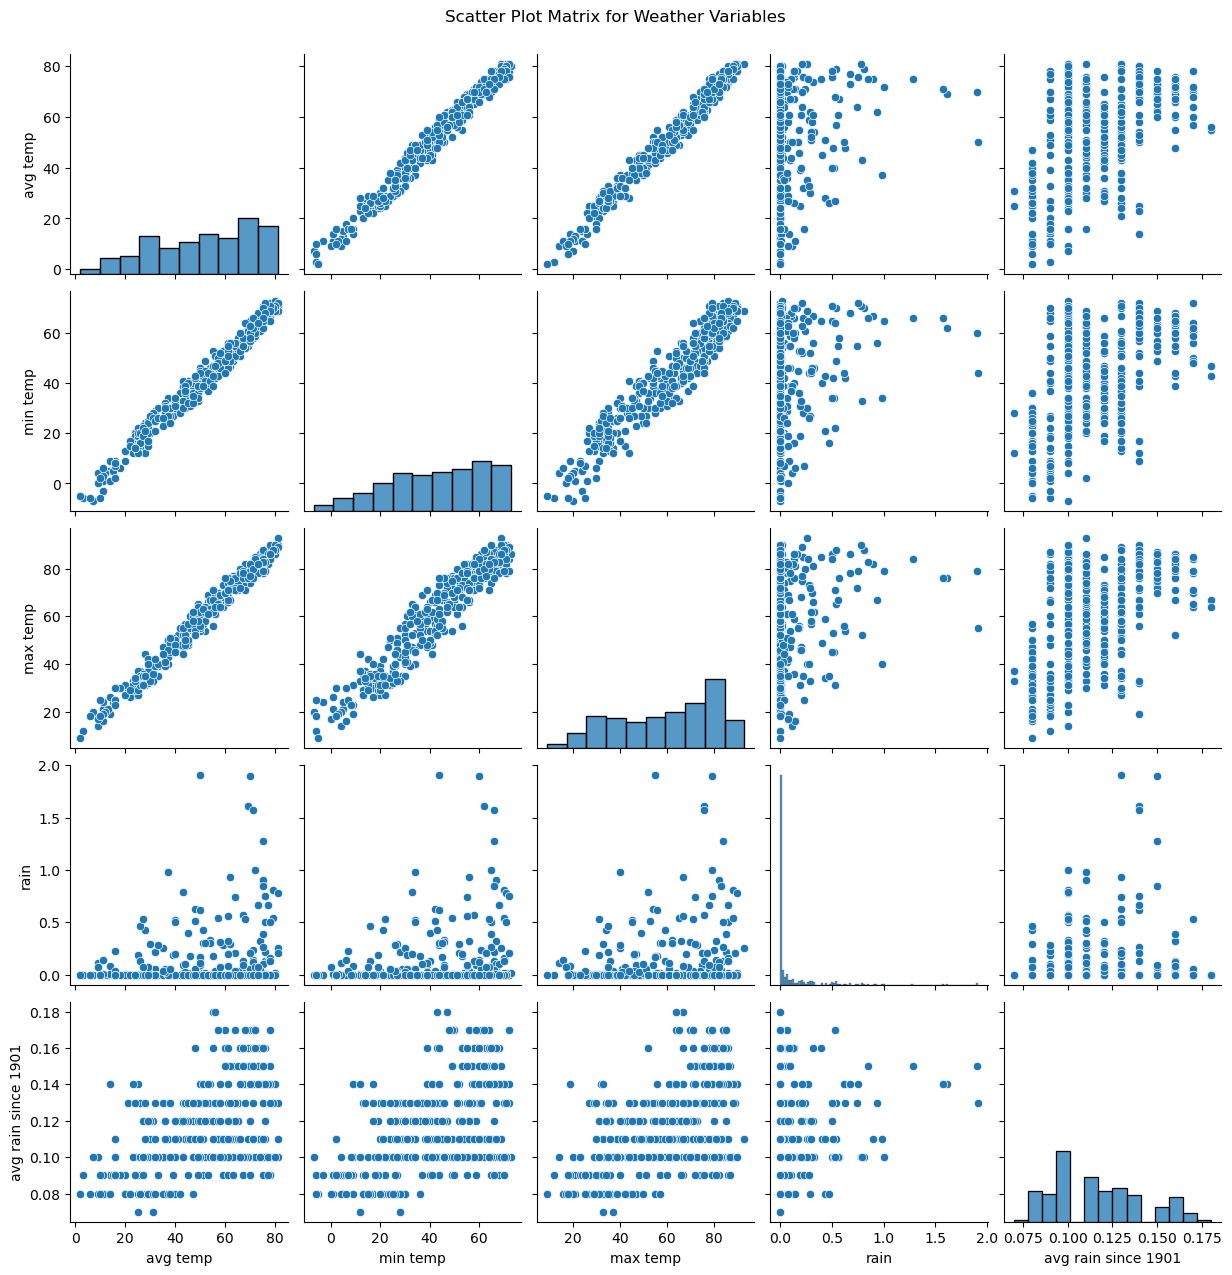 Scatter Plot Matrix for Weather Variables
80
60
40
20
0
avg temp
60
40
20
0
min temp
80
60
40
20
max temp
2.0
1.5
1.0
0.5
0.0
rain
0.18
0.16
0.14
0.12
0.10
0.08
avg rain since 1901
0 20 40 60 80
0 20 40 60
20 40 60 80
0.0 0.5 1.0 1.5 2.0
0.075 0.100 0.125 0.150 0.175
avg temp
min temp
max temp
rain
avg rain since 1901